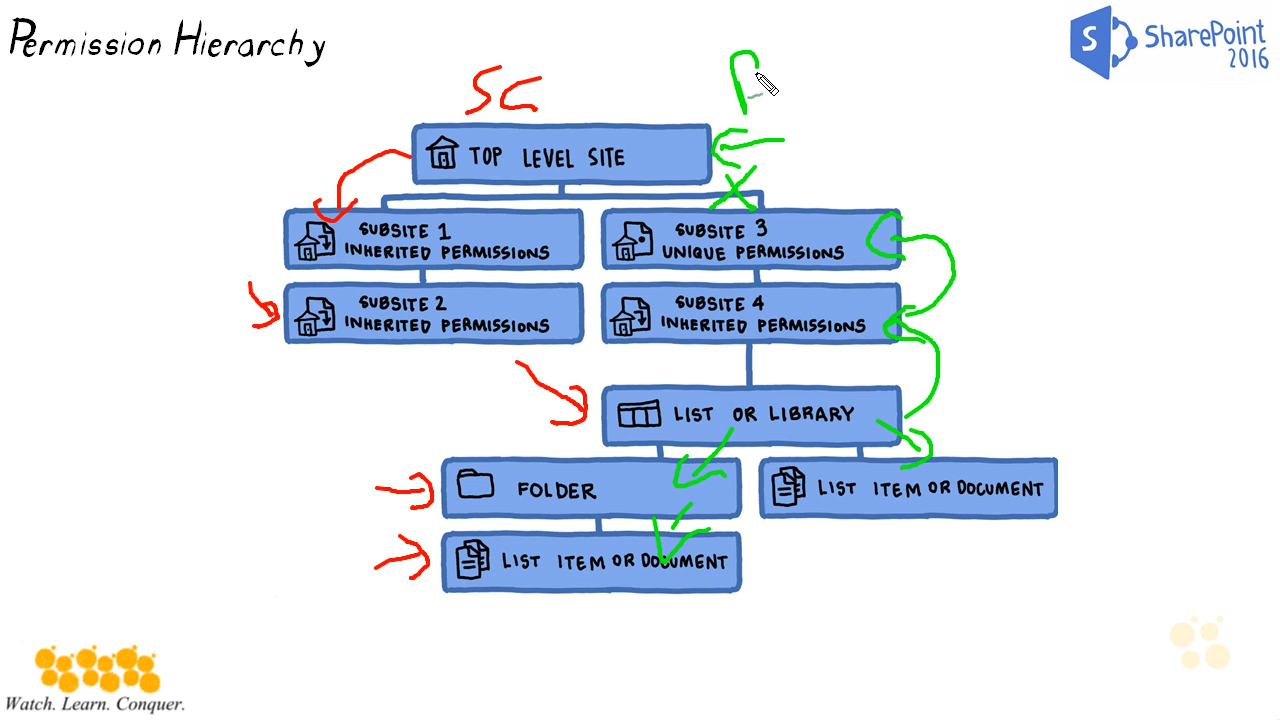 Permission Hierarchy
S SharePoint
2016
SC
TOP LEVEL SITE
SUBSITE 1
INHERITED PERMISSIONS
SUBSITE 3
UNIQUE PERMISSIONS
SUBSITE 2
INHERITED PERMISSIONS
SUBSITE 4
INHERITED PERMISSIONS
LIST OR LIBRARY
FOLDER
LIST ITEM OR DOCUMENT
LIST ITEM OR DOCUMENT
Watch. Learn. Conquer.